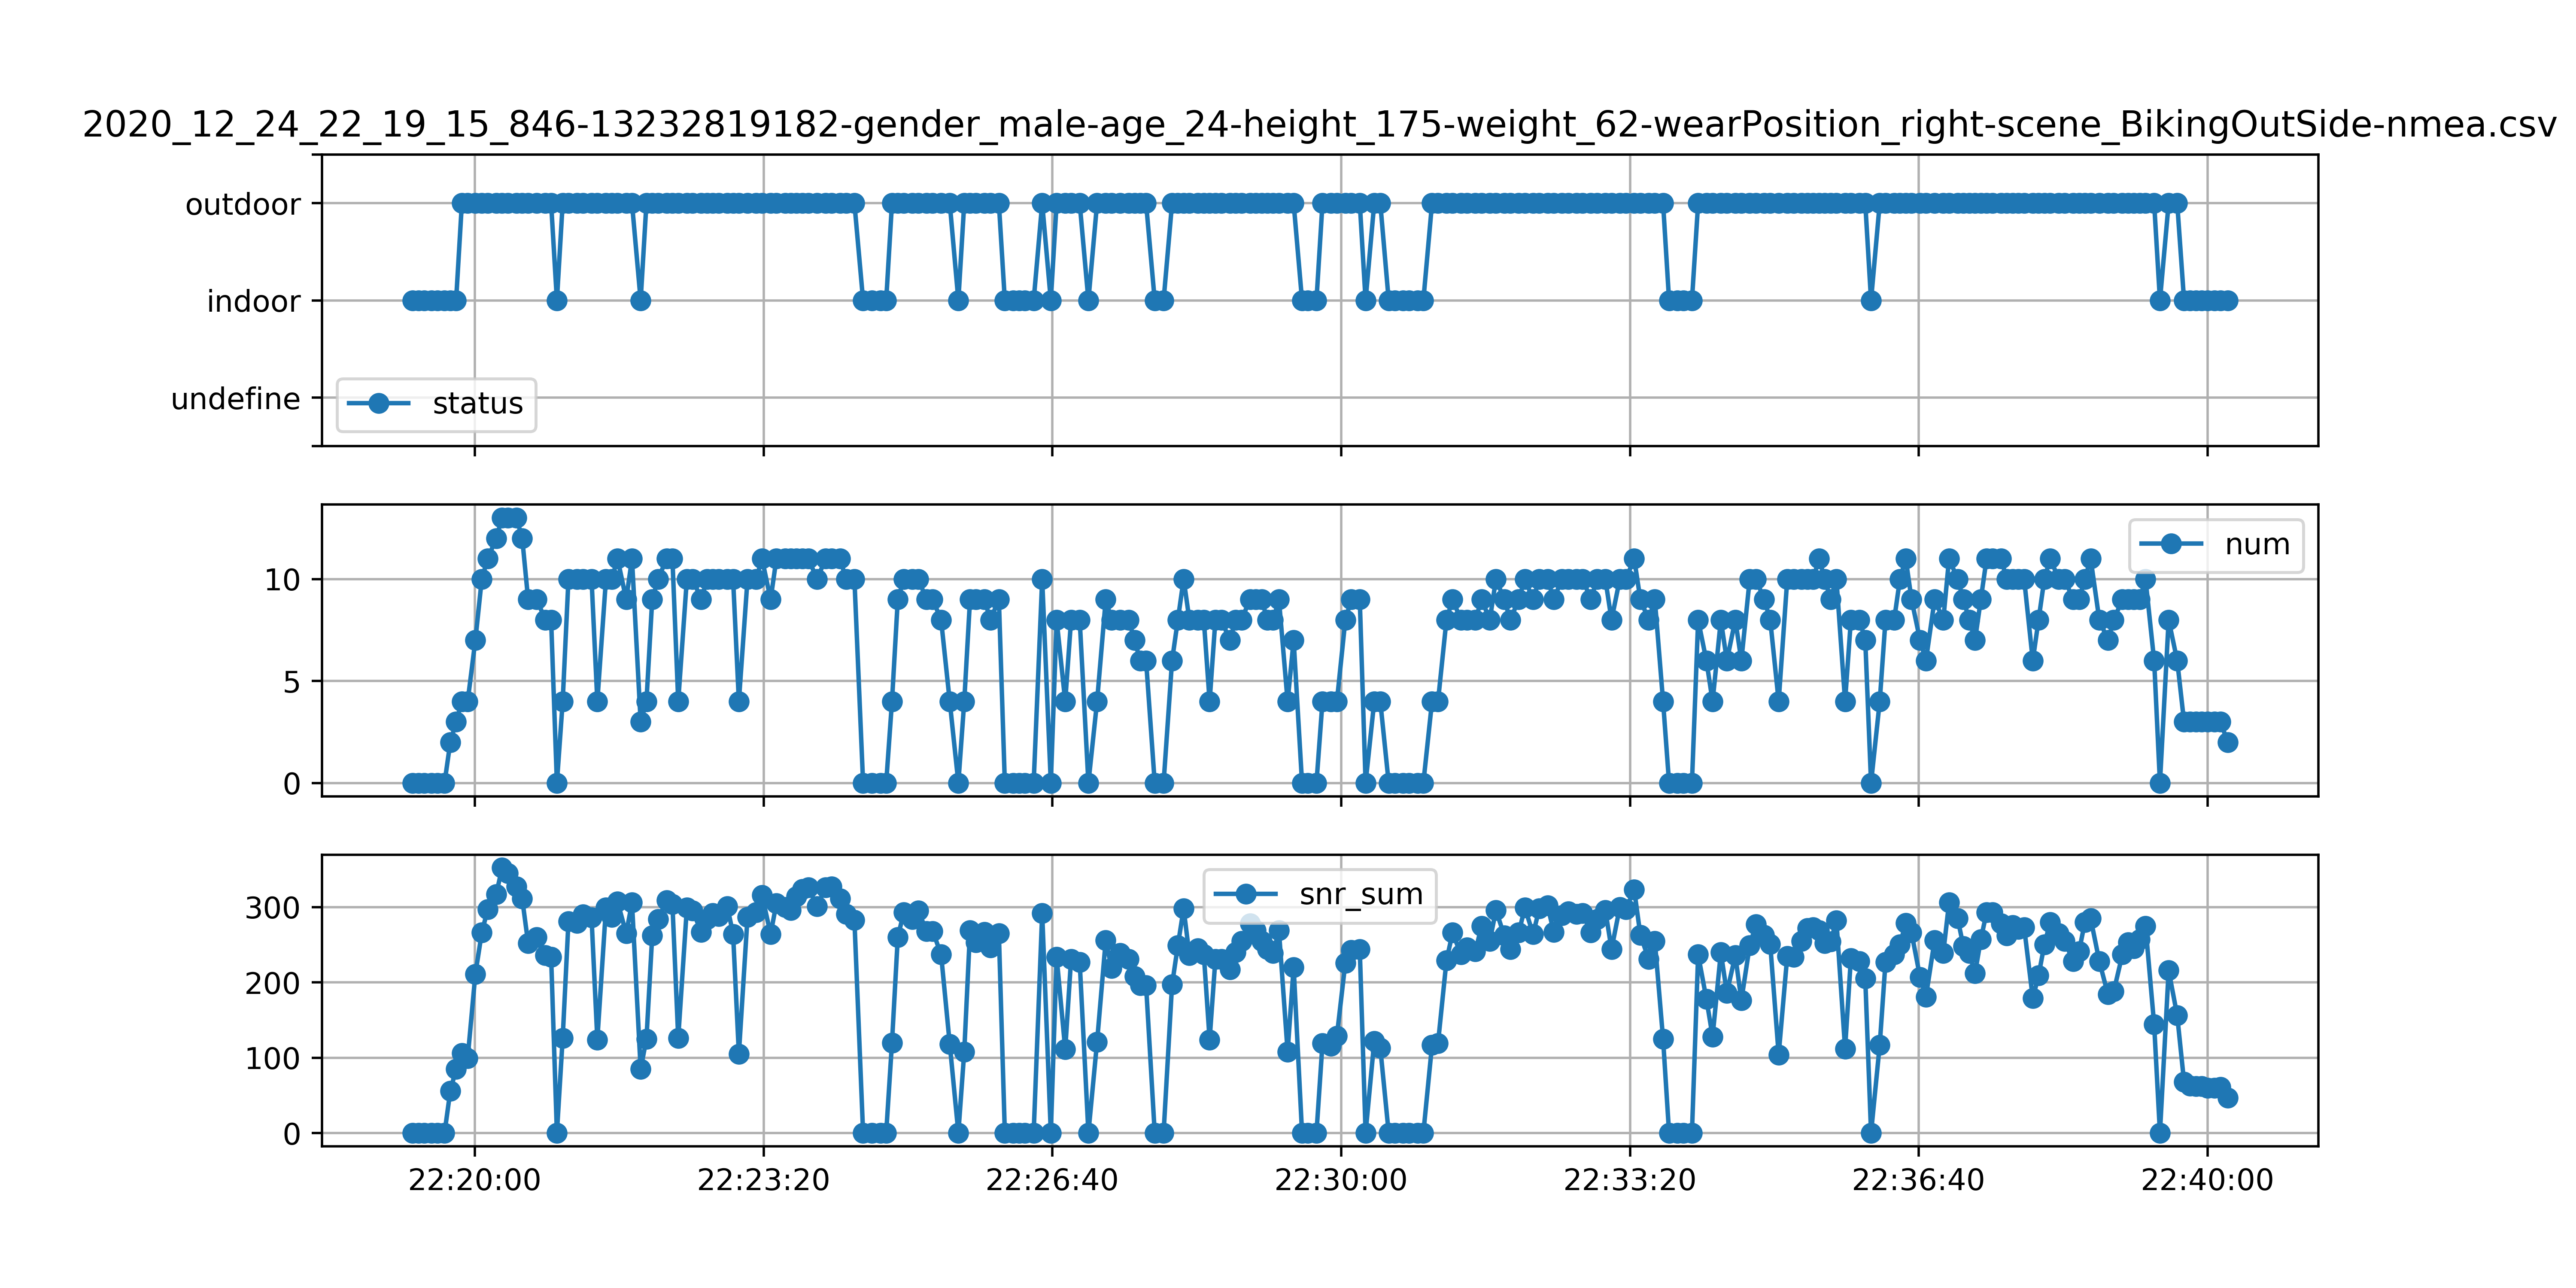 2020_12_24_22_19_15_846-13232819182-gender_male-age_24-height_175-weight_62-wearPosition_right-scene_BikingOutSide-nmea.csv
outdoor
indoor
undefine
status
10
5
0
num
300
200
100
0
snr_sum
22:20:00 22:23:20 22:26:40 22:30:00 22:33:20 22:36:40 22:40:00